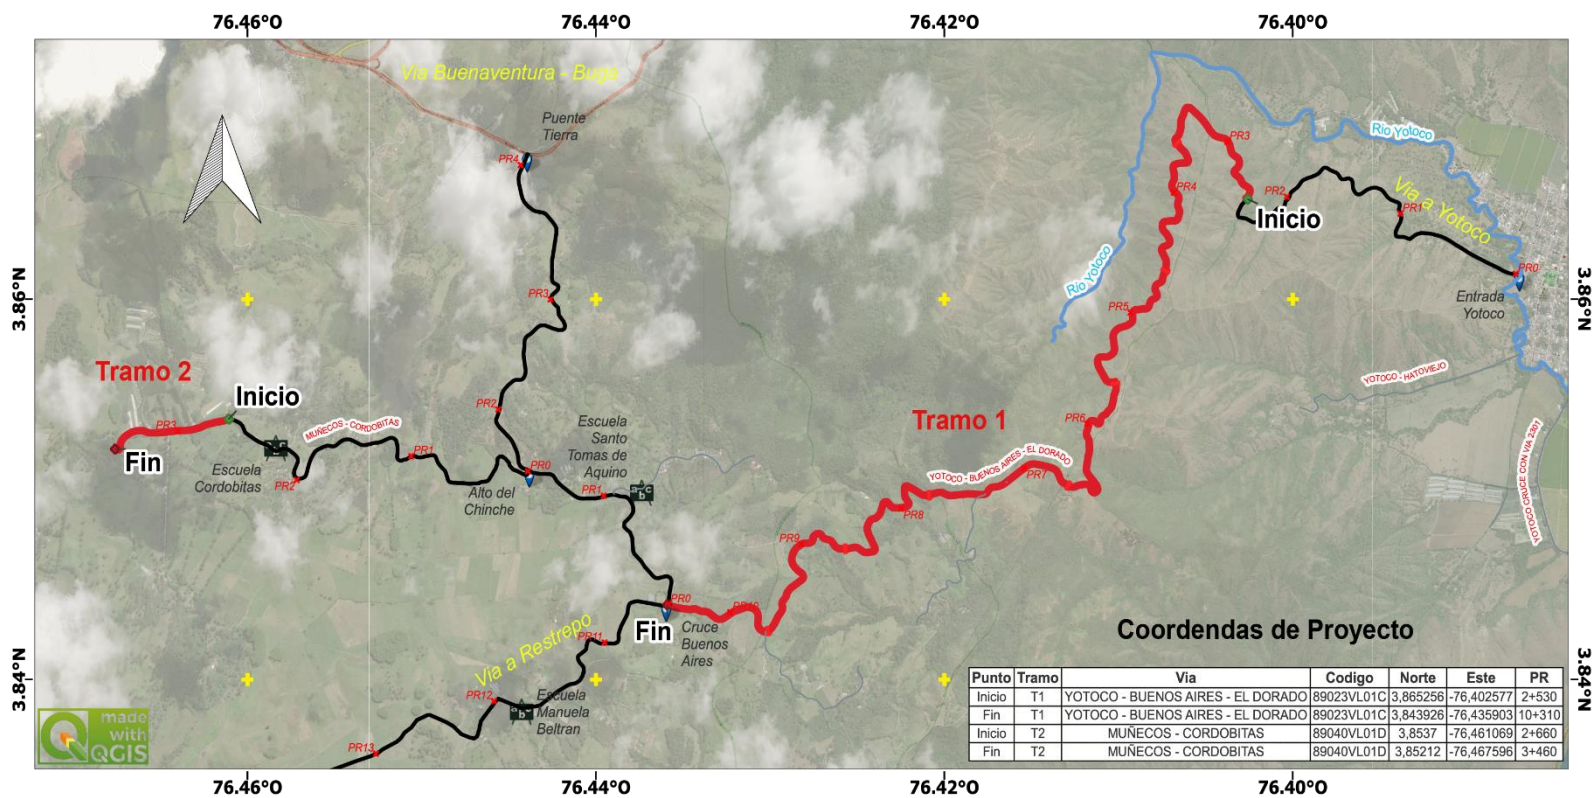 76.46°O 76.44°O 76.42°O 76.40°O
Via Buenaventura - Buga
Puente
Tierra
PR4
Rio Yotoco
PR3
PR4
PR2
Via a Yotoco
PR1
Inicio
Rio Yotoco
PR0
Entrada
Yotoco
3.86°N
3.86°N
PR3
PR5
Tramo 2
YOTOCO - HATOVIEJO
Inicio
PR2
Escuela
Santo
Tomas de
Aquino
Tramo 1
PR6
PR3
MUÑECOS - CORDOBITAS
PR1
Fin
Escuela
Cordobitas
PR2
PR0
Alto del
Chinche
PR1
a c
b
YOTOCO - BUENOS AIRES - EL DORADO
PR7
YOTOCO CRUCE CON VIA 2301
PR8
PR9
PR0
PR10
Fin
Cruce
Buenos
Aires
Via a Restrepo
PR11
PR12
Escuela
Manuela
Beltran
a c
b
PR13
3.84°N
3.84°N
Coordendas de Proyecto
Punto Tramo Via Codigo Norte Este PR
Inicio T1 YOTOCO - BUENOS AIRES - EL DORADO 89023VL01C 3,865256 -76,402577 2+530
Fin T1 YOTOCO - BUENOS AIRES - EL DORADO 89023VL01C 3,843926 -76,435903 10+310
Inicio T2 MUÑECOS - CORDOBITAS 89040VL01D 3,8537 -76,461069 2+660
Fin T2 MUÑECOS - CORDOBITAS 89040VL01D 3,85212 -76,467596 3+460
made
with
QGIS
76.46°O 76.44°O 76.42°O 76.40°O